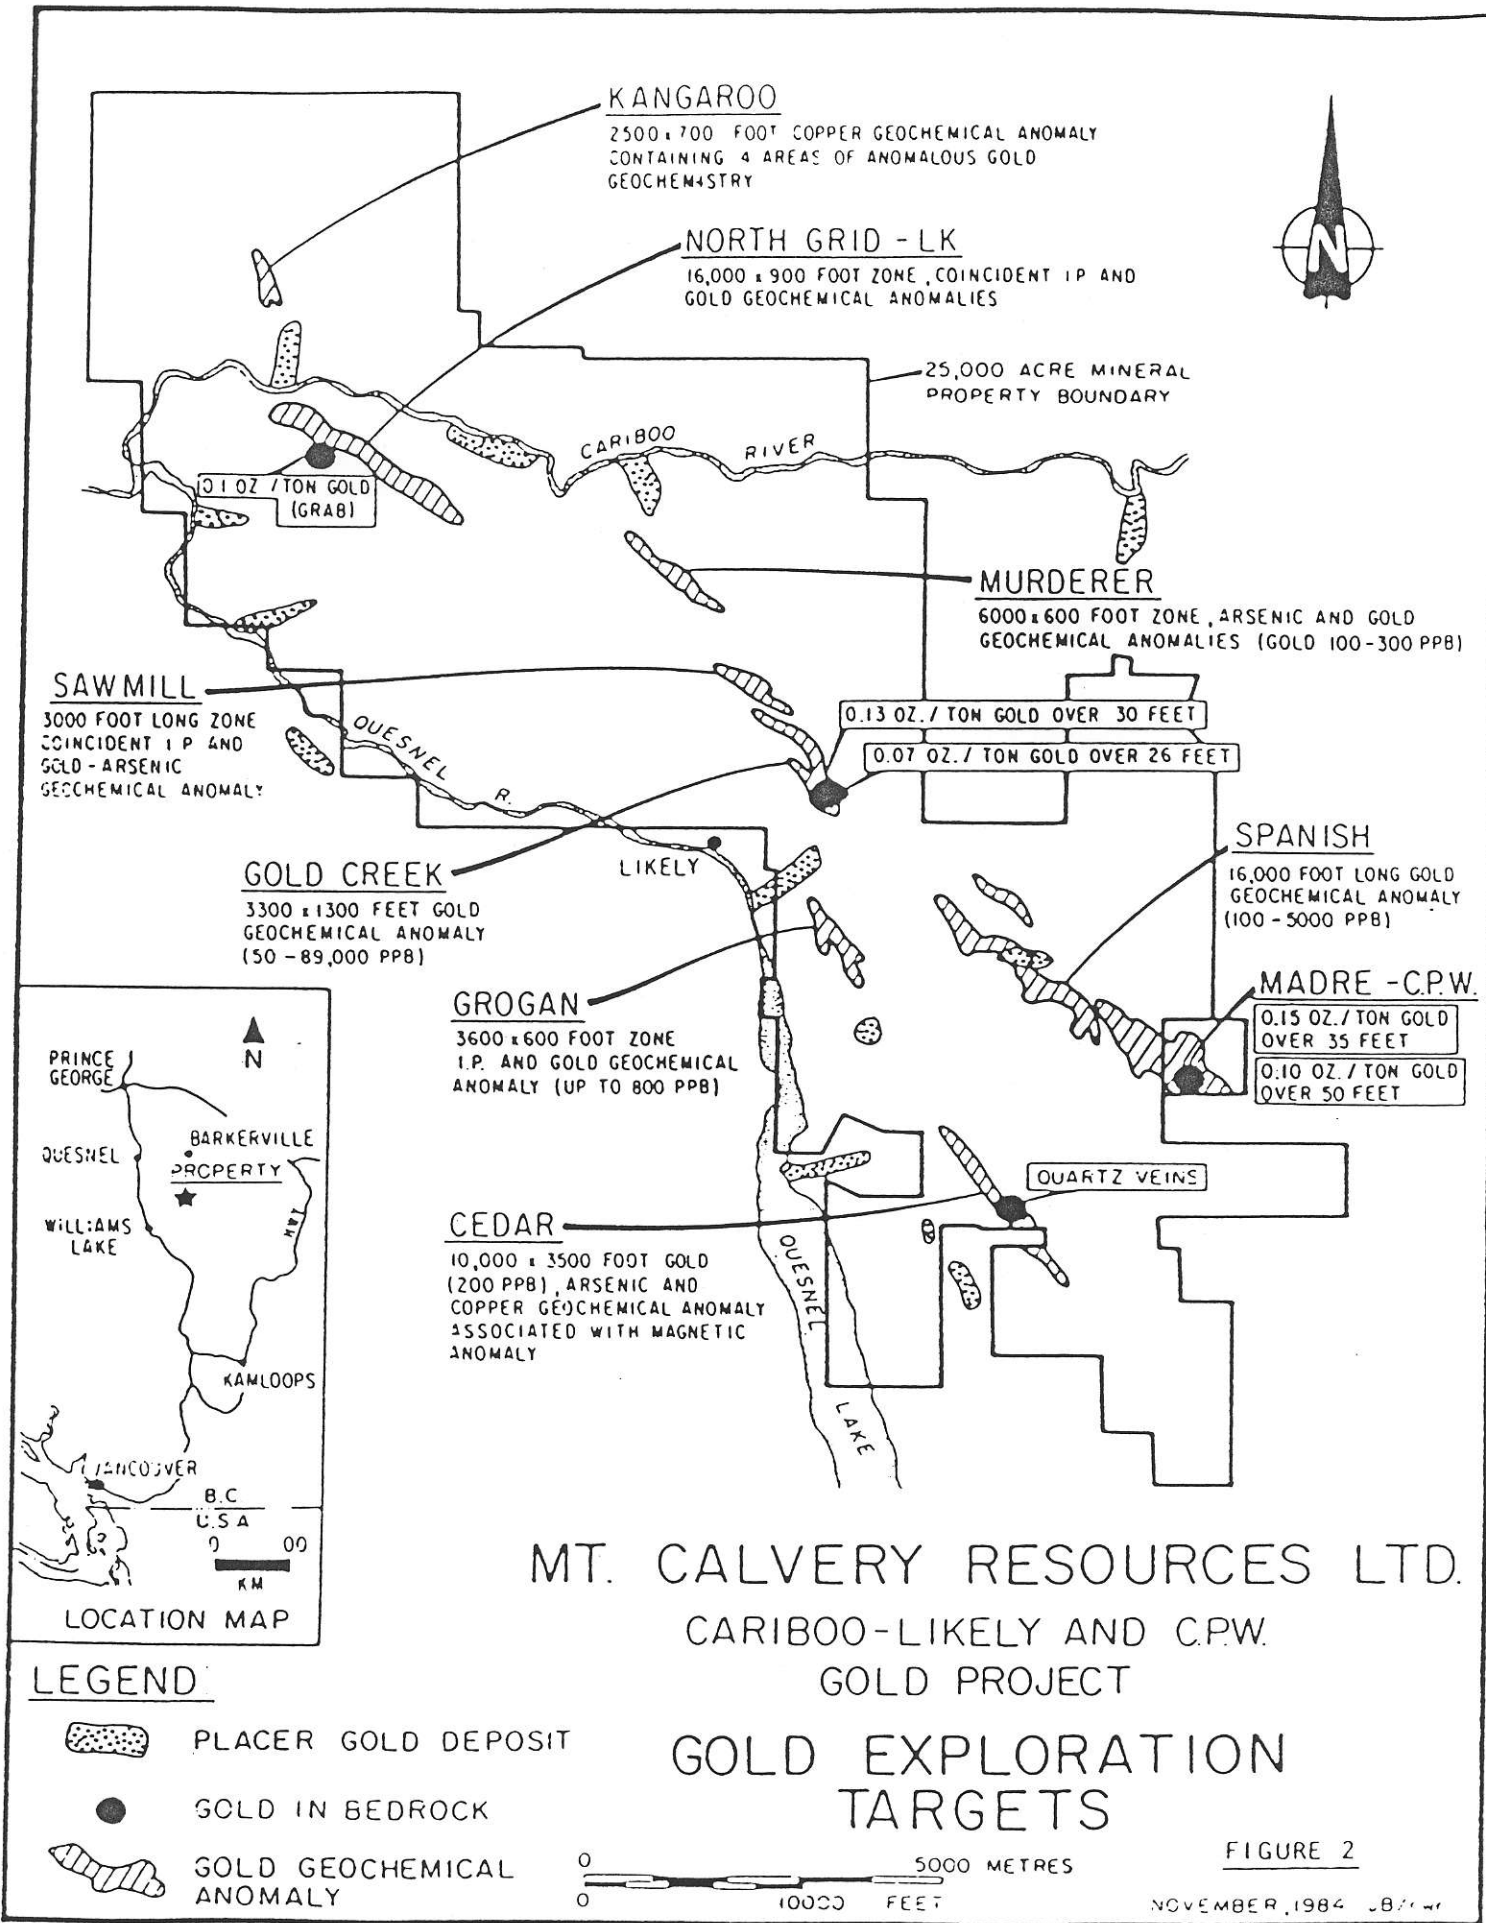 KANGAROO
2500 x 700 FOOT COPPER GEOCHEMICAL ANOMALY
CONTAINING 4 AREAS OF ANOMALOUS GOLD
GEOCHEMISTRY
NORTH GRID - LK
16,000 x 900 FOOT ZONE, COINCIDENT I P AND
GOLD GEOCHEMICAL ANOMALIES
N
25,000 ACRE MINERAL
PROPERTY BOUNDARY
CARIBOO RIVER
0.1 OZ / TON GOLD
(GRAB)
MURDERER
6000 x 600 FOOT ZONE, ARSENIC AND GOLD
GEOCHEMICAL ANOMALIES (GOLD 100-300 PPB)
SAWMILL
3000 FOOT LONG ZONE
COINCIDENT I P AND
GOLD - ARSENIC
GEOCHEMICAL ANOMALY
QUESNEL R.
0.13 OZ. / TON GOLD OVER 30 FEET
0.07 OZ. / TON GOLD OVER 26 FEET
LIKELY
GOLD CREEK
3300 x 1300 FEET GOLD
GEOCHEMICAL ANOMALY
(50 - 89,000 PPB)
SPANISH
16,000 FOOT LONG GOLD
GEOCHEMICAL ANOMALY
(100 - 5000 PPB)
GROGAN
3600 x 600 FOOT ZONE
I.P. AND GOLD GEOCHEMICAL
ANOMALY (UP TO 800 PPB)
MADRE - C.P.W.
0.15 OZ. / TON GOLD
OVER 35 FEET
0.10 OZ. / TON GOLD
OVER 50 FEET
QUARTZ VEINS
CEDAR
10,000 x 3500 FOOT GOLD
(200 PPB), ARSENIC AND
COPPER GEOCHEMICAL ANOMALY
ASSOCIATED WITH MAGNETIC
ANOMALY
QUESNEL
LAKE
N
PRINCE
GEORGE
BARKERVILLE
QUESNEL
PROPERTY
WILLIAMS
LAKE
KAMLOOPS
VANCOUVER
B.C
U.S A
0 00
KM
LOCATION MAP
MT. CALVERY RESOURCES LTD.
CARIBOO - LIKELY AND C.P.W.
GOLD PROJECT
GOLD EXPLORATION
TARGETS
LEGEND
PLACER GOLD DEPOSIT
GOLD IN BEDROCK
GOLD GEOCHEMICAL
ANOMALY
0 5000 METRES
0 10000 FEET
FIGURE 2
NOVEMBER, 1984